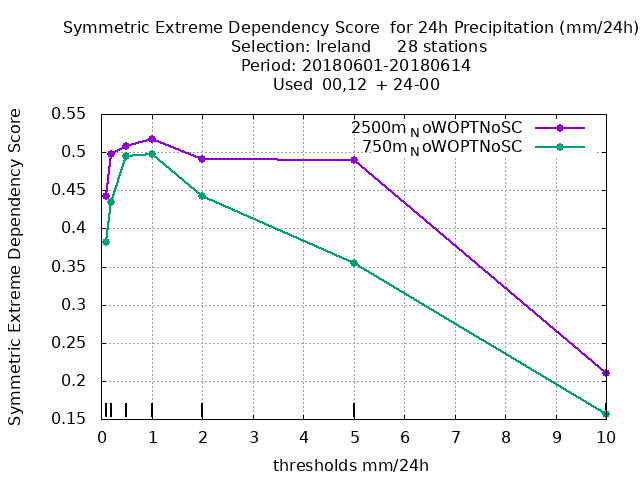 Symmetric Extreme Dependency Score for 24h Precipitation (mm/24h)
Selection: Ireland 28 stations
Period: 20180601-20180614
Used 00,12 + 24-00
Symmetric Extreme Dependency Score
0.55
0.5
0.45
0.4
0.35
0.3
0.25
0.2
0.15
2500mNoWOPTNoSC
750mNoWOPTNoSC
0 1 2 3 4 5 6 7 8 9 10
thresholds mm/24h